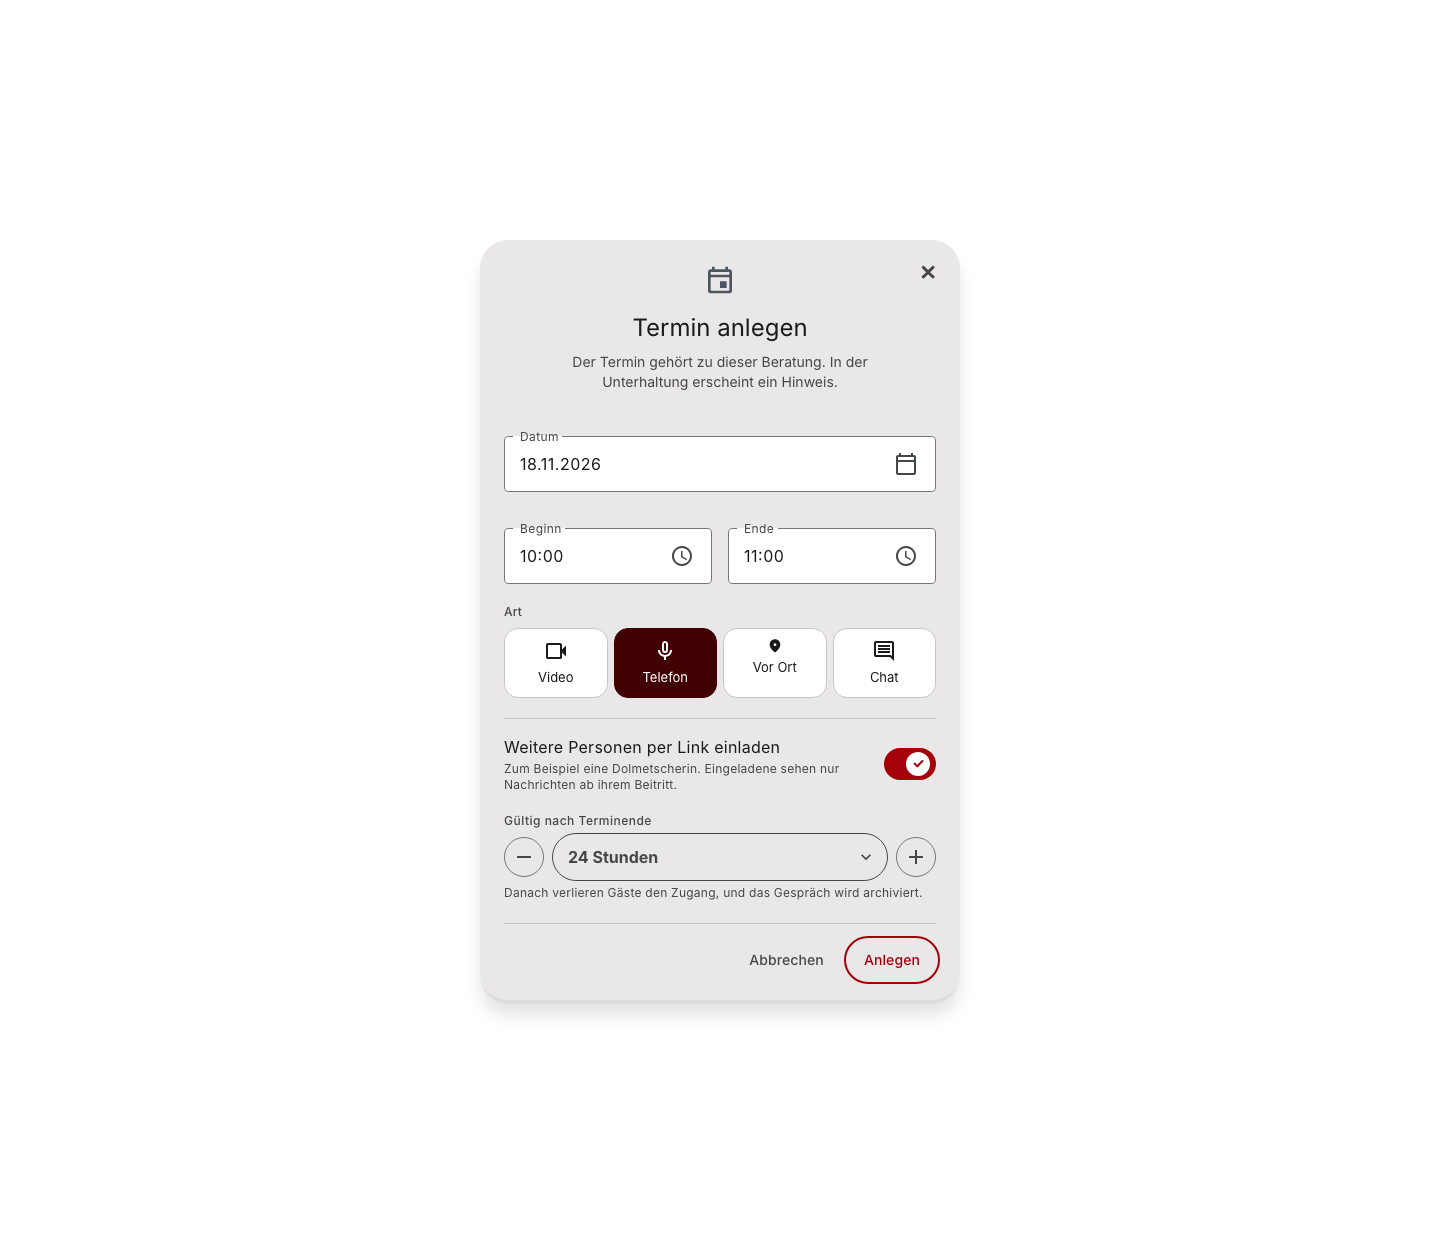 Termin anlegen
Der Termin gehört zu dieser Beratung. In der
Unterhaltung erscheint ein Hinweis.
Datum
18.11.2026
Beginn
10:00
Ende
11:00
Art
Video
Telefon
Vor Ort
Chat
Weitere Personen per Link einladen
Zum Beispiel eine Dolmetscherin. Eingeladene sehen nur
Nachrichten ab ihrem Beitritt.
Gültig nach Terminende
24 Stunden
Danach verlieren Gäste den Zugang, und das Gespräch wird archiviert.
Abbrechen
Anlegen